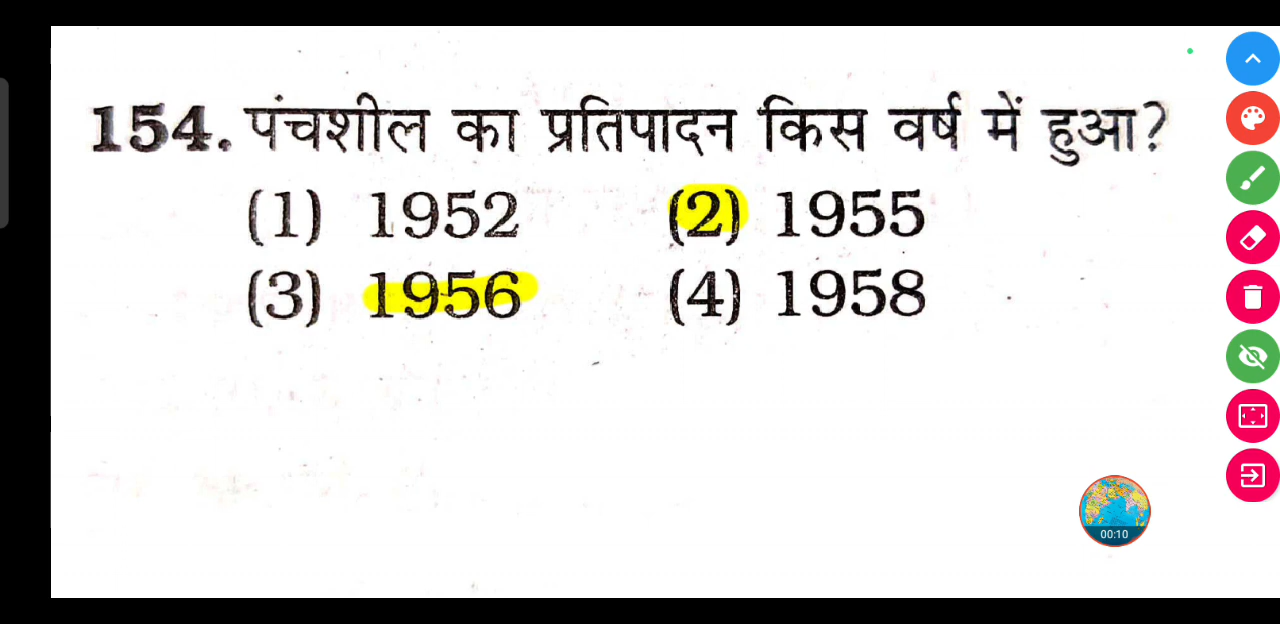 154. पंचशील का प्रतिपादन किस वर्ष में हुआ?
(1) 1952 (2) 1955
(3) 1956 (4) 1958
00:10